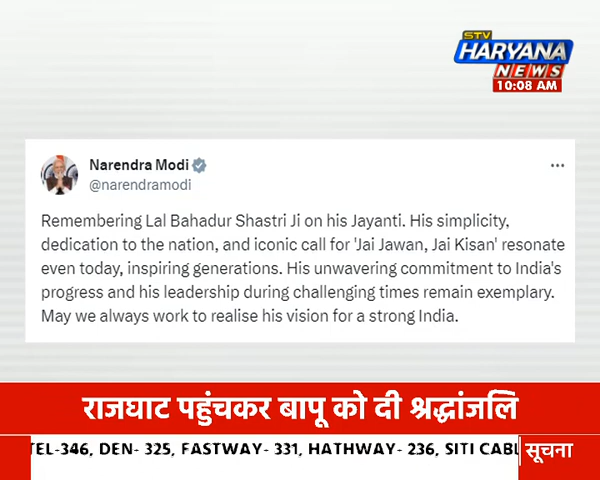 STV
HARYANA
NEWS
10:08 AM
Narendra Modi
@narendramodi
Remembering Lal Bahadur Shastri Ji on his Jayanti. His simplicity,
dedication to the nation, and iconic call for 'Jai Jawan, Jai Kisan' resonate
even today, inspiring generations. His unwavering commitment to India's
progress and his leadership during challenging times remain exemplary.
May we always work to realise his vision for a strong India.
राजघाट पहुंचकर बापू को दी श्रद्धांजलि
TEL-346, DEN- 325, FASTWAY- 331, HATHWAY- 236, SITI CABL
सूचना